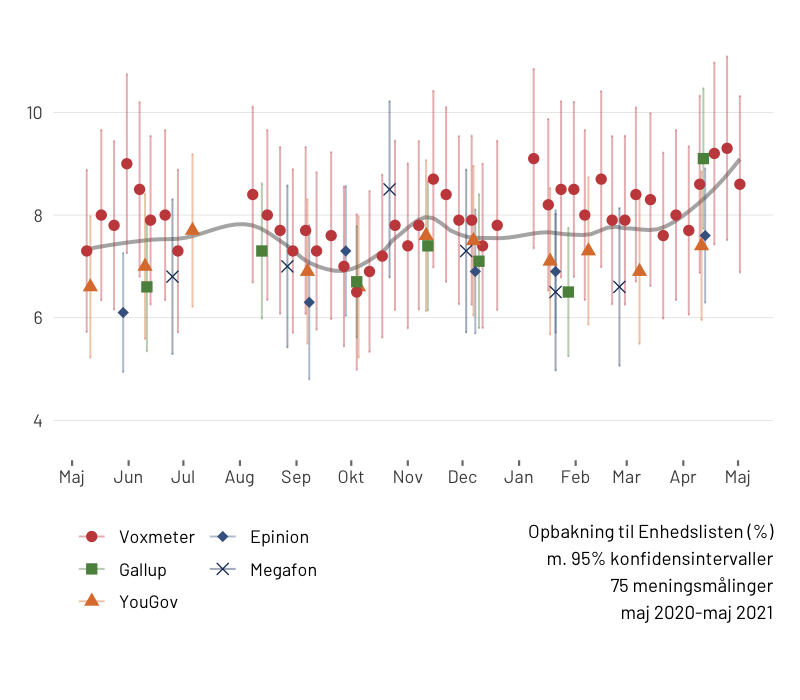 10
8
6
4
Maj Jun Jul Aug Sep Okt Nov Dec Jan Feb Mar Apr Maj
Voxmeter Epinion
Gallup Megafon
YouGov
Opbakning til Enhedslisten (%)
m. 95% konfidensintervaller
75 meningsmålinger
maj 2020-maj 2021